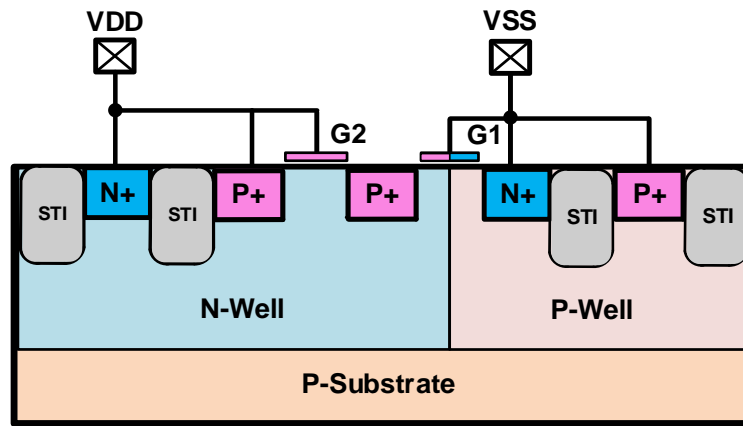 VDD
VSS
G2
G1
STI
N+
STI
P+
P+
N+
STI
P+
STI
N-Well
P-Well
P-Substrate